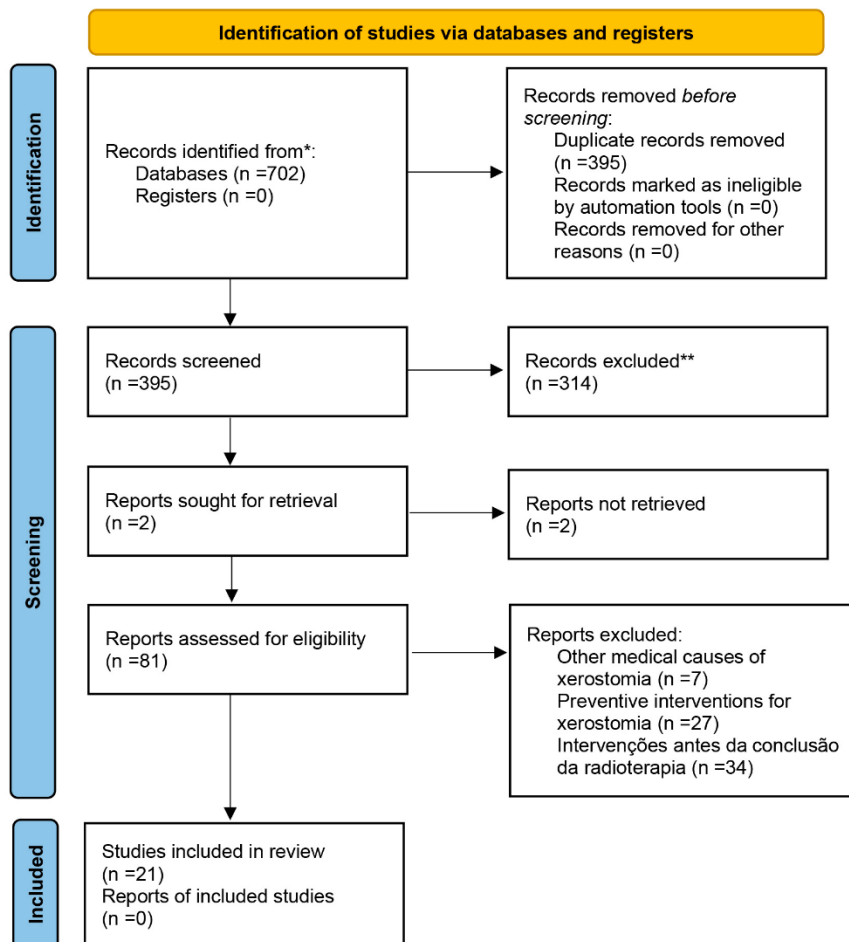 Identification of studies via databases and registers
Identification
Records identified from*:
Databases (n =702)
Registers (n =0)
Records removed before
screening:
Duplicate records removed
(n =395)
Records marked as ineligible
by automation tools (n =0)
Records removed for other
reasons (n =0)
Screening
Records screened
(n =395)
Records excluded**
(n =314)
Reports sought for retrieval
(n =2)
Reports not retrieved
(n =2)
Reports assessed for eligibility
(n =81)
Reports excluded:
Other medical causes of
xerostomia (n =7)
Preventive interventions for
xerostomia (n =27)
Intervenções antes da conclusão
da radioterapia (n =34)
Included
Studies included in review
(n =21)
Reports of included studies
(n =0)